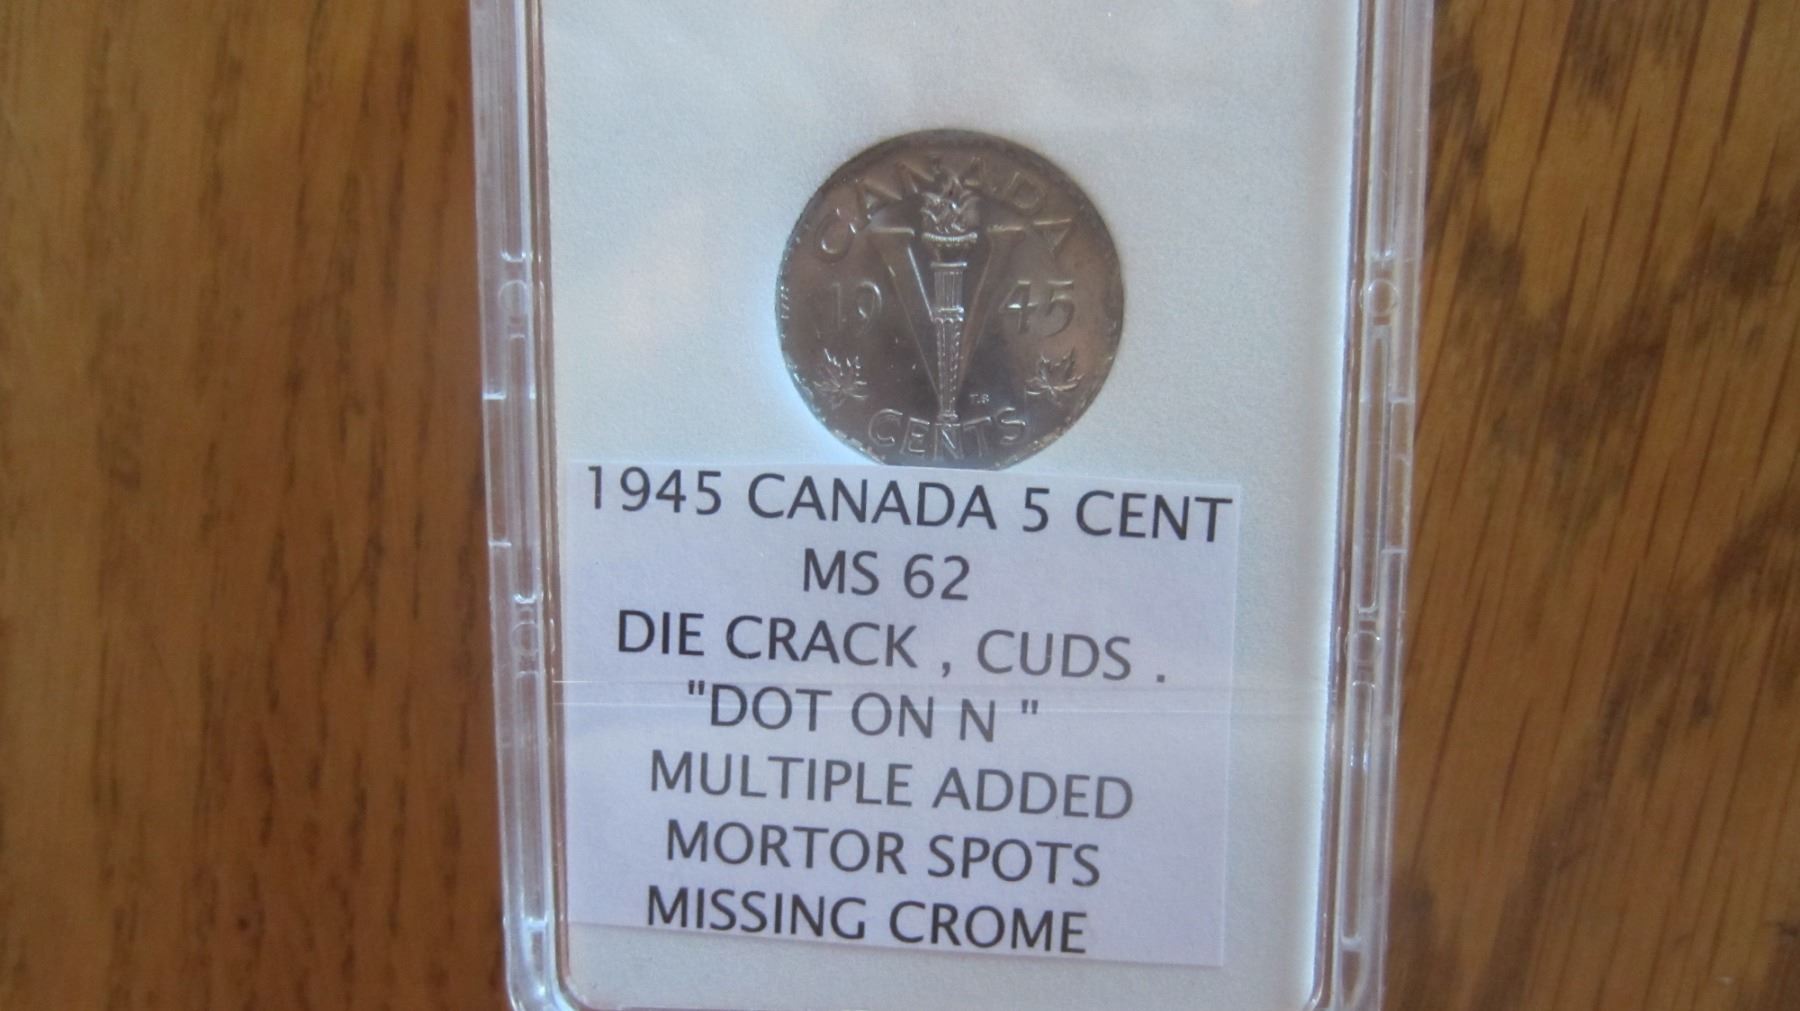 CANADA
19 45
T.S
CENTS
1945 CANADA 5 CENT
MS 62
DIE CRACK , CUDS .
"DOT ON N "
MULTIPLE ADDED
MORTOR SPOTS
MISSING CROME